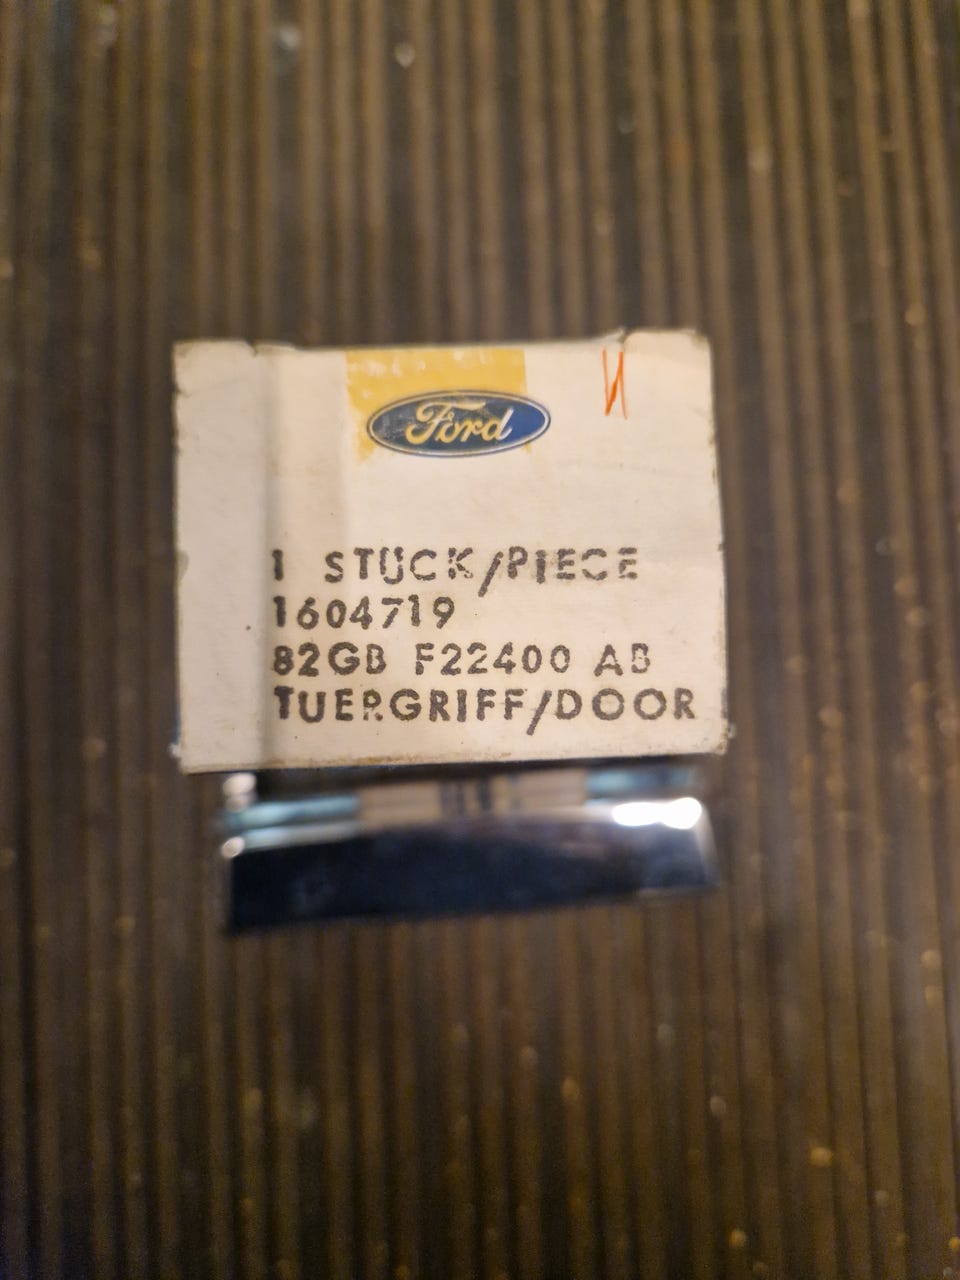 Ford
1 STÜCK/PIECE
1604719
82GB F22400 AB
TUERGRIFF/DOOR